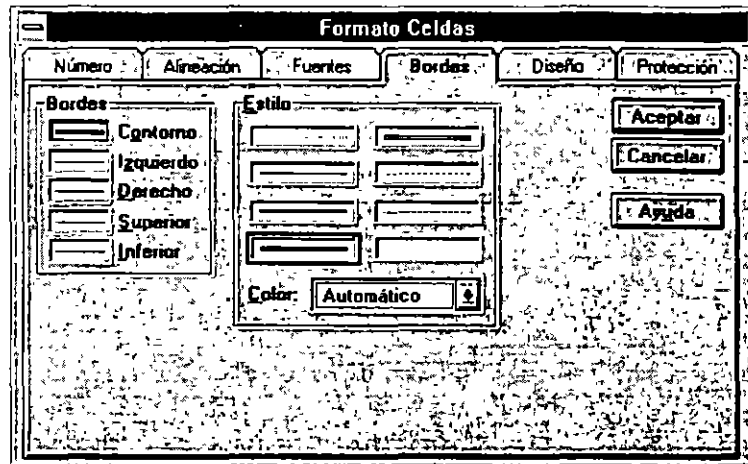 Formato Celdas
Número Alineación Fuentes Bordes Diseño Protección
Bordes
Contorno
Izquierdo
Derecho
Superior
Inferior
Estilo
Color: Automático
Aceptar
Cancelar
Ayuda